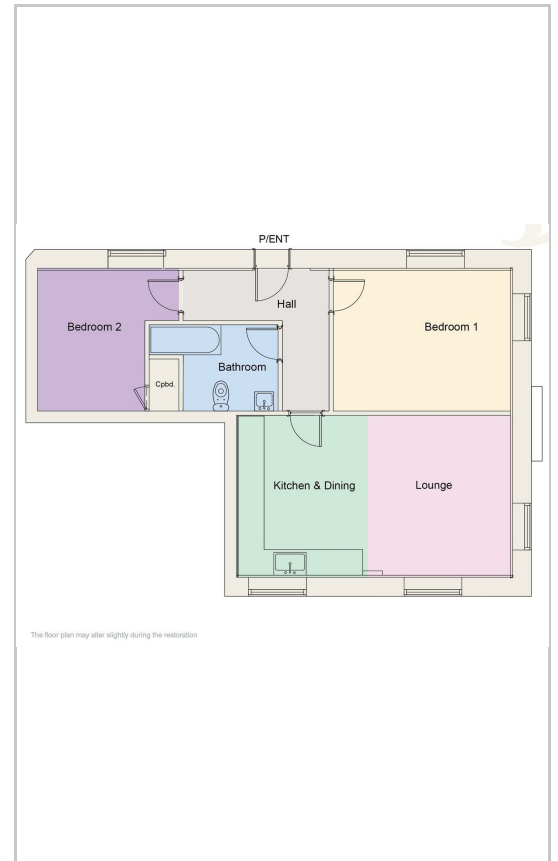 P/ENT
Hall
Bedroom 2
Bedroom 1
Bathroom
Cpbd.
Kitchen & Dining
Lounge
The floor plan may alter slightly during the restoration